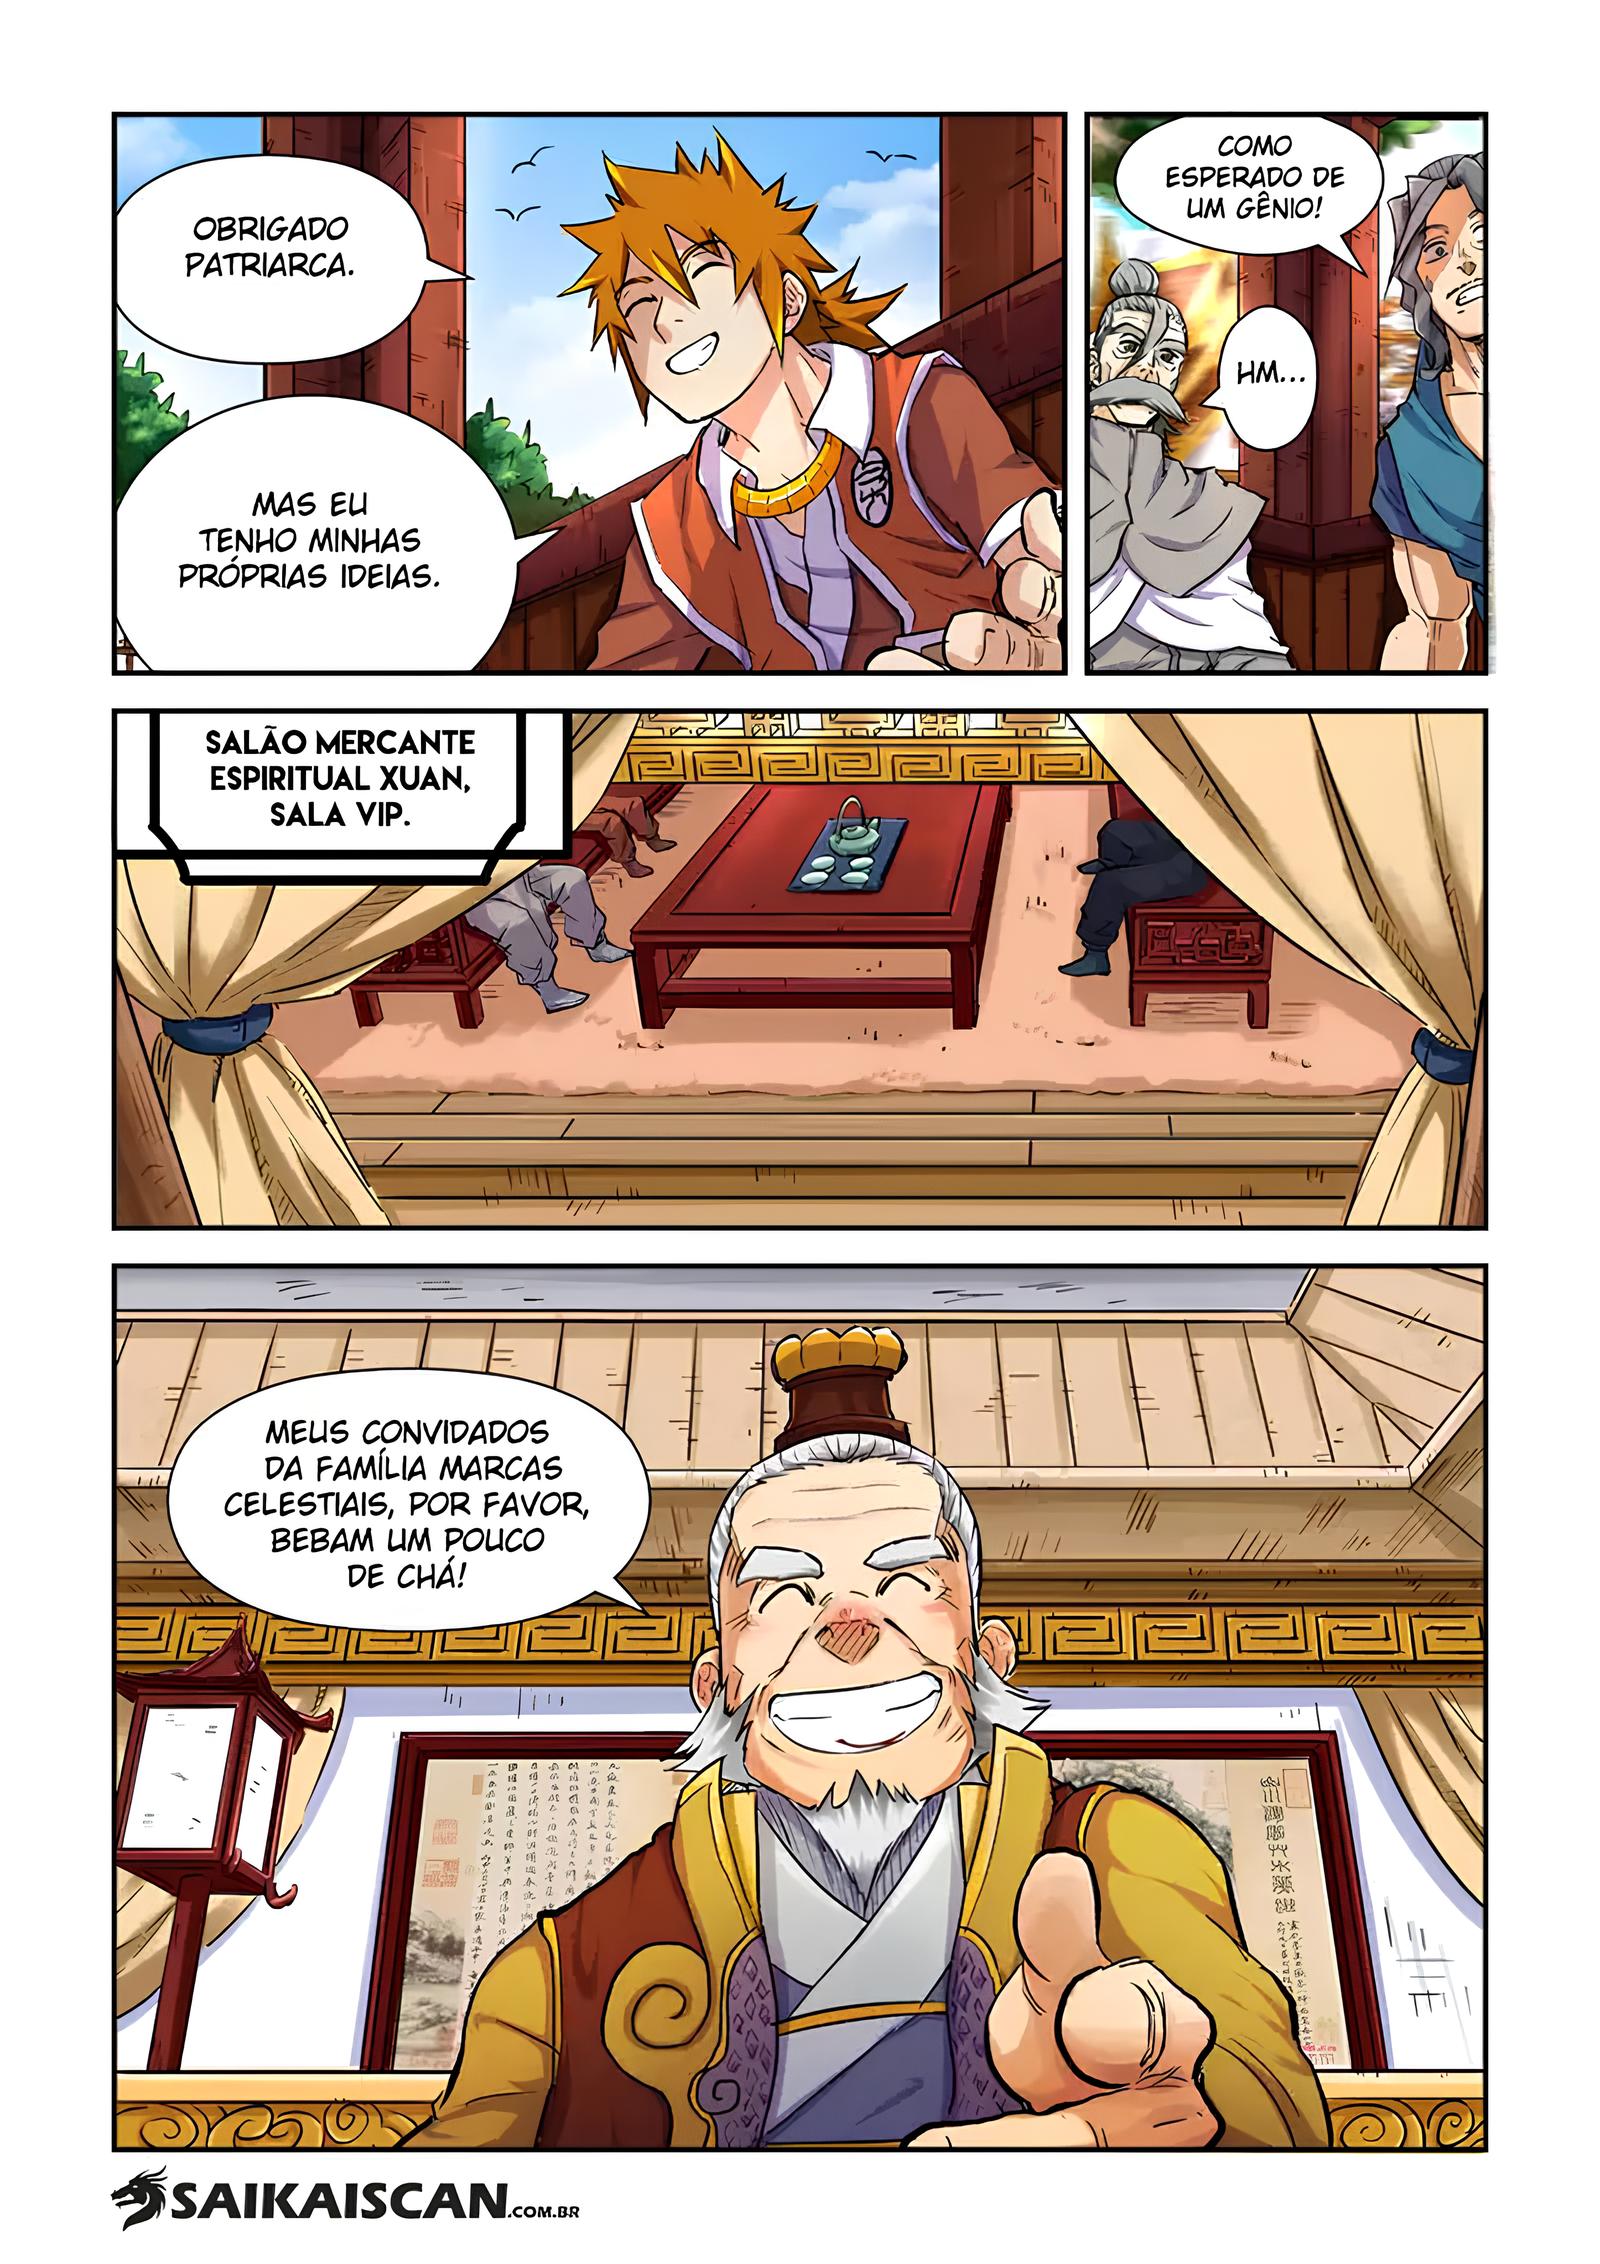 OBRIGADO
PATRIARCA.
MAS EU
TENHO MINHAS
PRÓPRIAS IDEIAS.
COMO
ESPERADO DE
UM GÊNIO!
HM...
SALÃO MERCANTE
ESPIRITUAL XUAN,
SALA VIP.
MEUS CONVIDADOS
DA FAMÍLIA MARCAS
CELESTIAIS, POR FAVOR,
BEBAM UM POUCO
DE CHÁ!
SAIKAISCAN.COM.BR